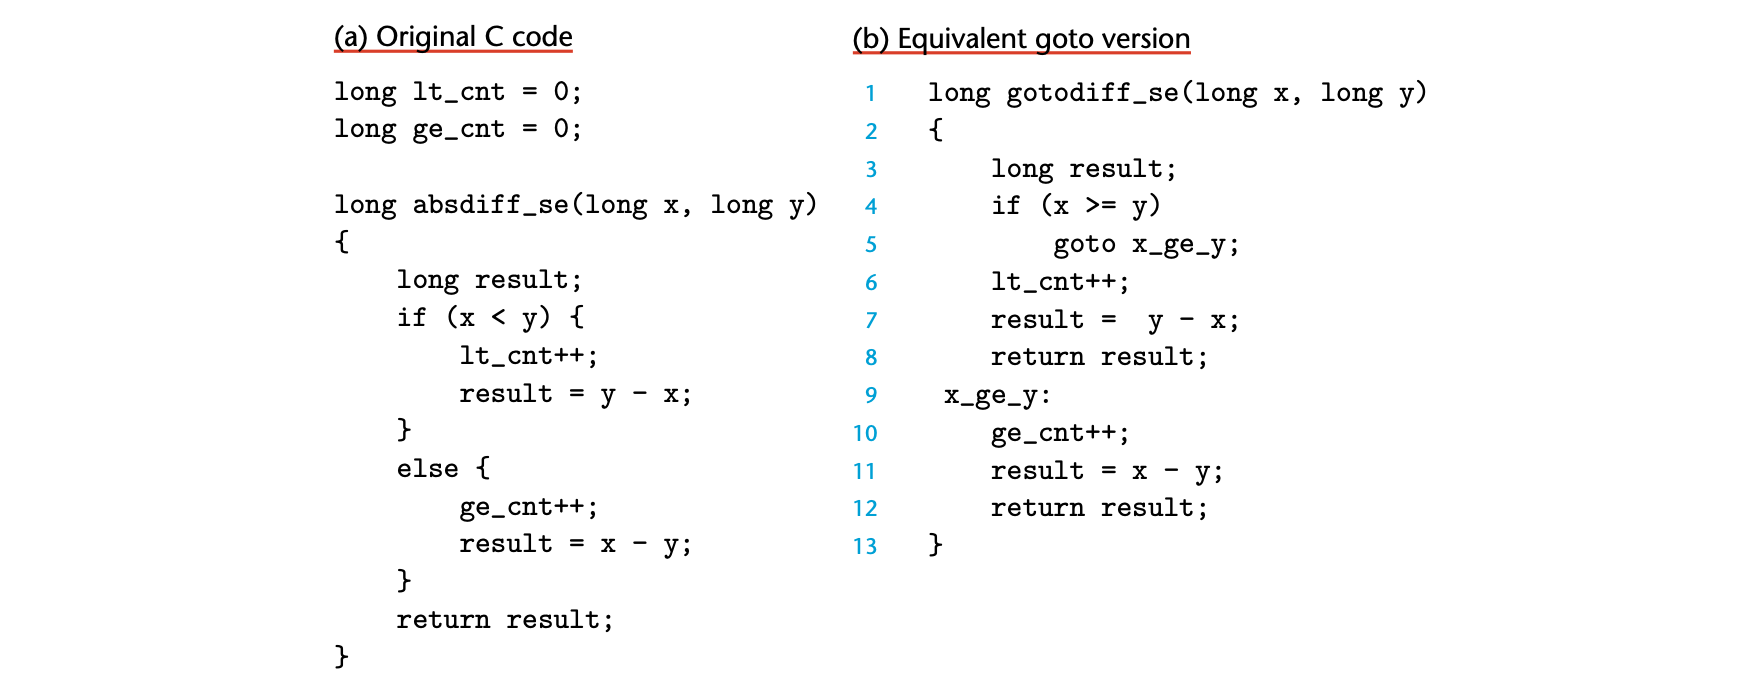 (a) Original C code
long lt_cnt = 0;
long ge_cnt = 0;

long absdiff_se(long x, long y)
{
    long result;
    if (x < y) {
        lt_cnt++;
        result = y - x;
    }
    else {
        ge_cnt++;
        result = x - y;
    }
    return result;
}
(b) Equivalent goto version
1   long gotodiff_se(long x, long y)
2   {
3       long result;
4       if (x >= y)
5           goto x_ge_y;
6       lt_cnt++;
7       result =  y - x;
8       return result;
9    x_ge_y:
10      ge_cnt++;
11      result = x - y;
12      return result;
13  }